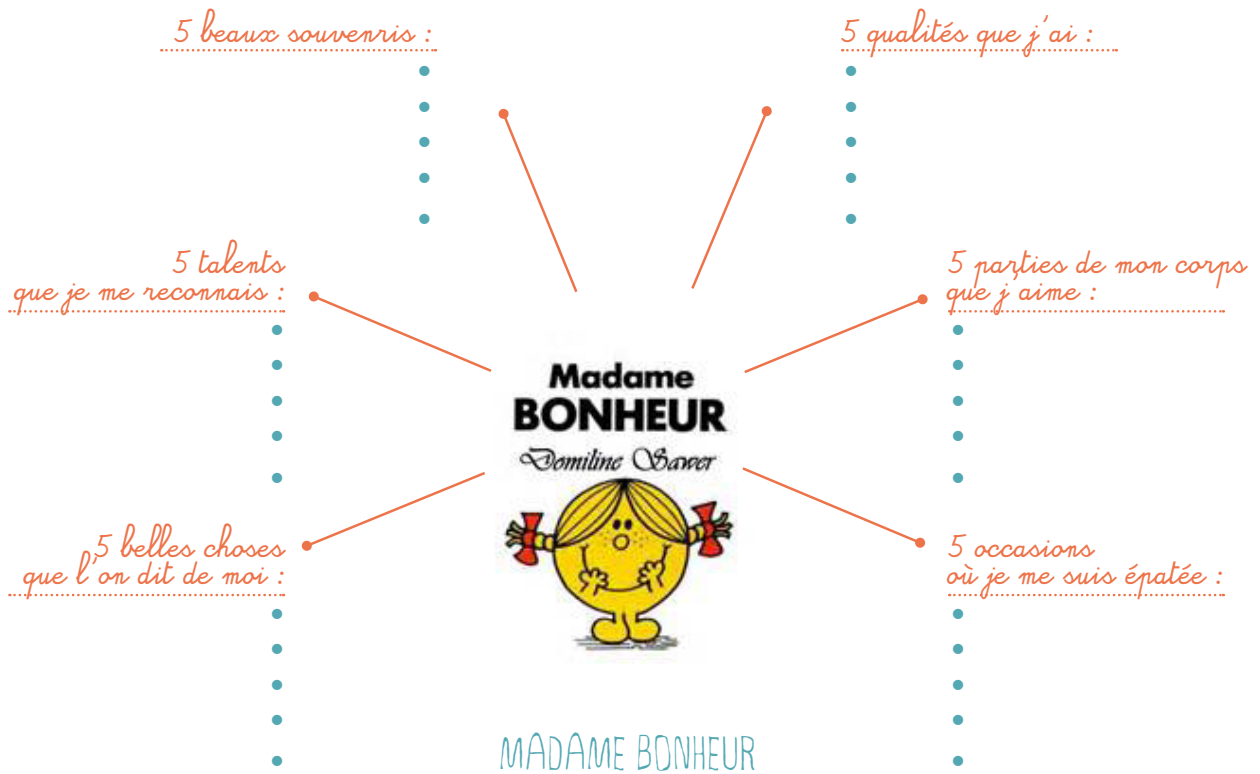 5 beaux souvenris :
5 qualités que j'ai :
5 talents
que je me reconnais :
5 parties de mon corps
que j'aime :
Madame
BONHEUR
Domiline Sawer
5 belles choses
que l'on dit de moi :
5 occasions
où je me suis épatée :
MADAME BONHEUR